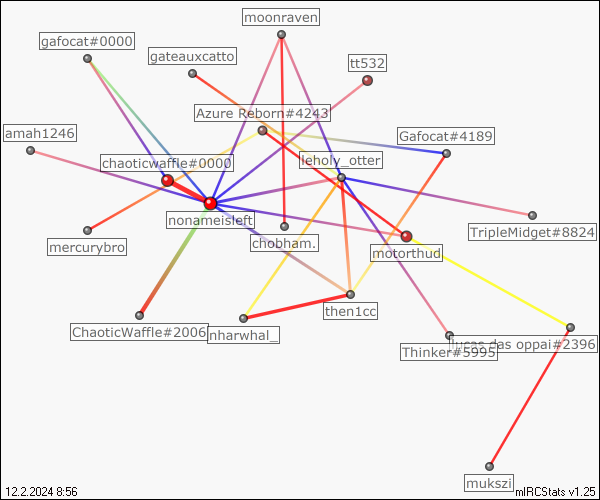 moonraven
gafocat#0000
gateauxcatto
tt532
Azure Reborn#4243
amah1246
Gafocat#4189
chaoticwaffle#0000
leholy_otter
nonameisleft
TripleMidget#8824
mercurybro
chobham.
motorthud
then1cc
ChaoticWaffle#2006
nharwhal_
lucas das oppai#2396
Thinker#5995
mukszi
12.2.2024 8:56
mIRCStats v1.25